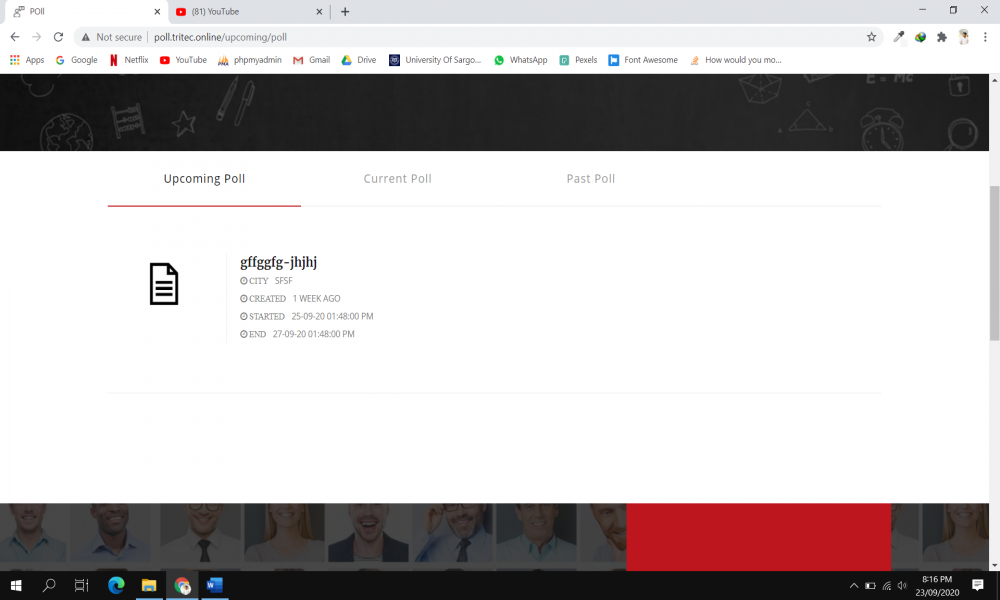 POll
(81) YouTube
Not secure
poll.tritec.online/upcoming/poll
Apps
Google
Netflix
YouTube
phpmyadmin
Gmail
Drive
University Of Sargo...
WhatsApp
Pexels
Font Awesome
How would you mo...
E = MC
Upcoming Poll
Current Poll
Past Poll
gffggfg-jhjhj
CITY SFSF
CREATED 1 WEEK AGO
STARTED 25-09-20 01:48:00 PM
END 27-09-20 01:48:00 PM
8:16 PM
23/09/2020